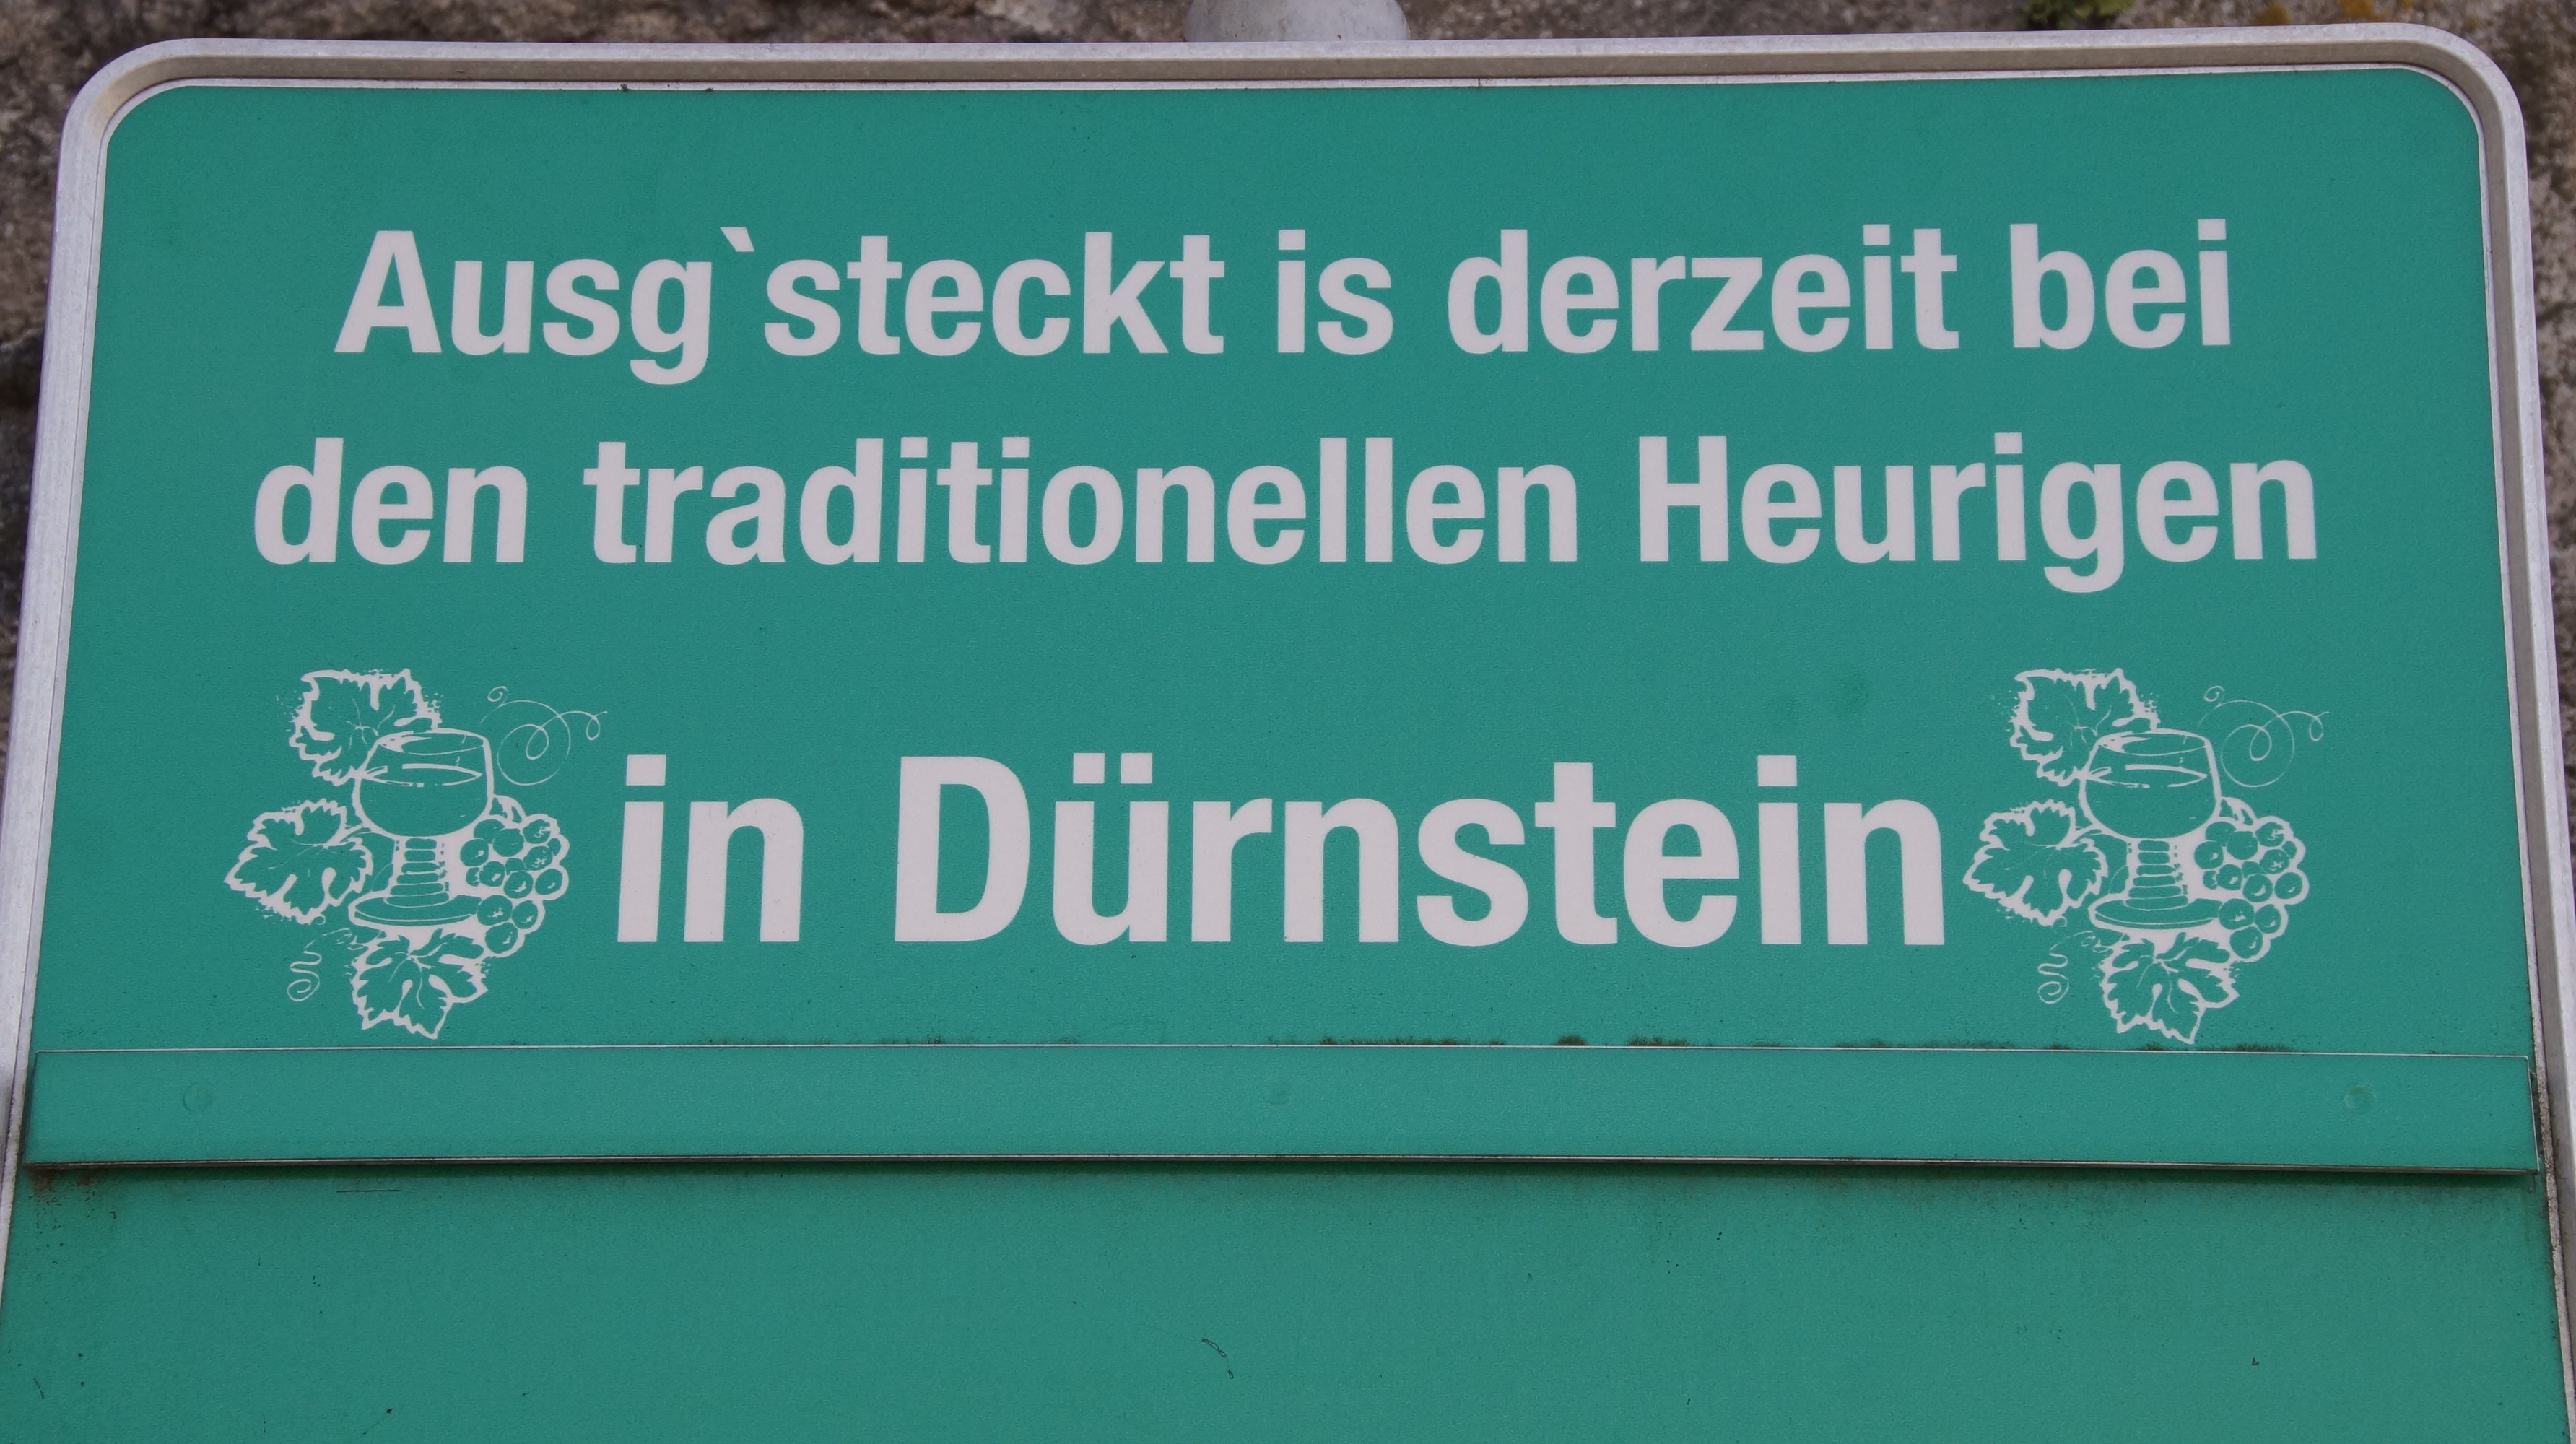 Ausg`steckt is derzeit bei
den traditionellen Heurigen
in Dürnstein